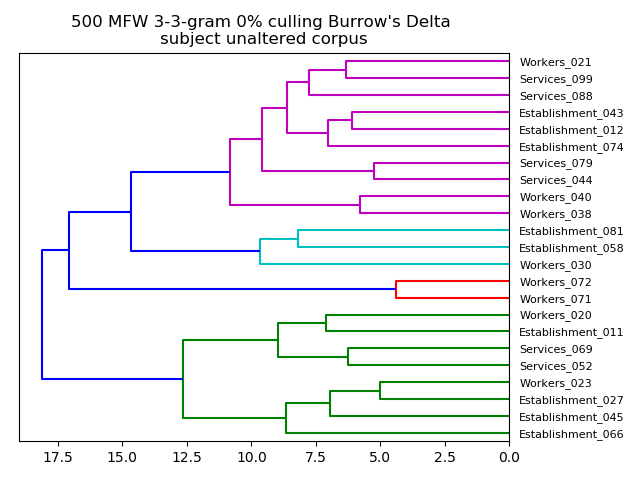 500 MFW 3-3-gram 0% culling Burrow's Delta
subject unaltered corpus
Workers_021
Services_099
Services_088
Establishment_043
Establishment_012
Establishment_074
Services_079
Services_044
Workers_040
Workers_038
Establishment_081
Establishment_058
Workers_030
Workers_072
Workers_071
Workers_020
Establishment_011
Services_069
Services_052
Workers_023
Establishment_027
Establishment_045
Establishment_066
17.5 15.0 12.5 10.0 7.5 5.0 2.5 0.0